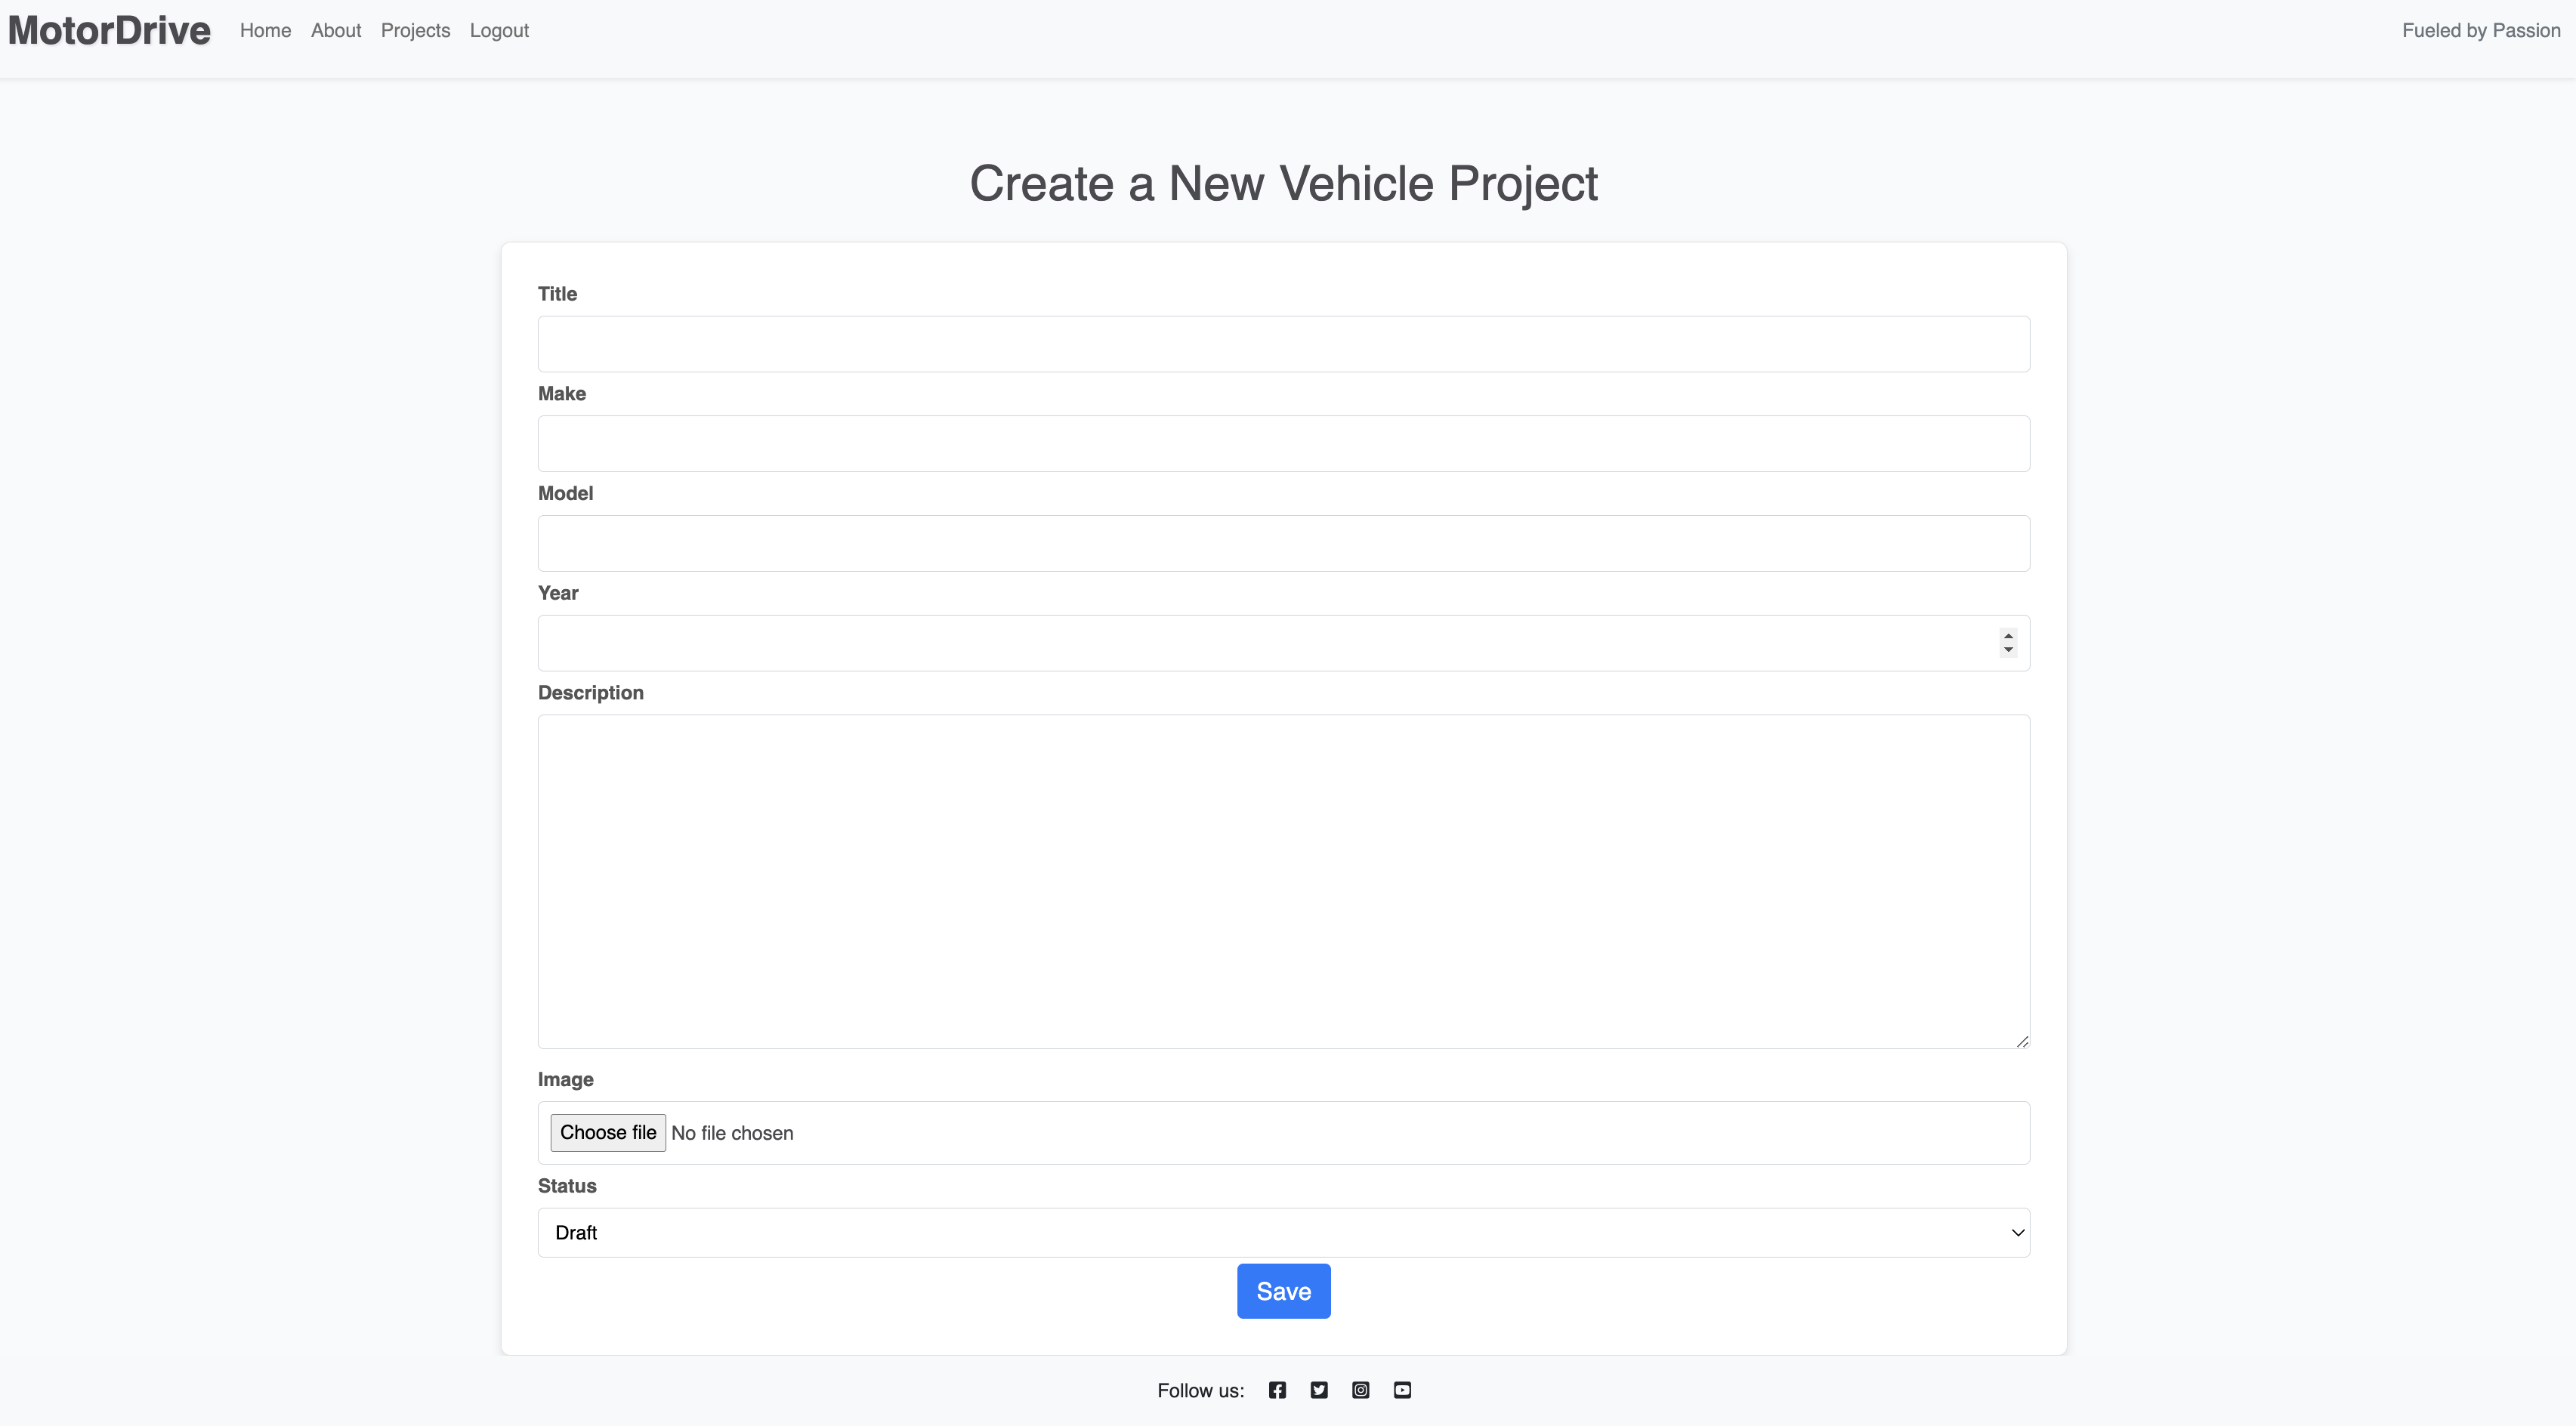 MotorDrive Home About Projects Logout Fueled by Passion
Create a New Vehicle Project
Title
Make
Model
Year
Description
Image
Choose file No file chosen
Status
Draft
Save
Follow us: